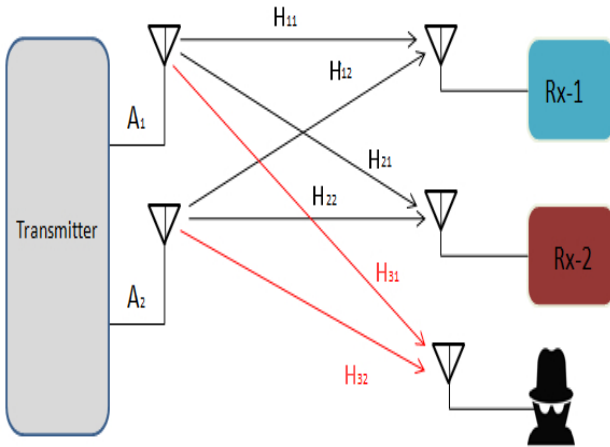 H11
H12
A1
Rx-1
H21
H22
Transmitter
Rx-2
H31
A2
H32